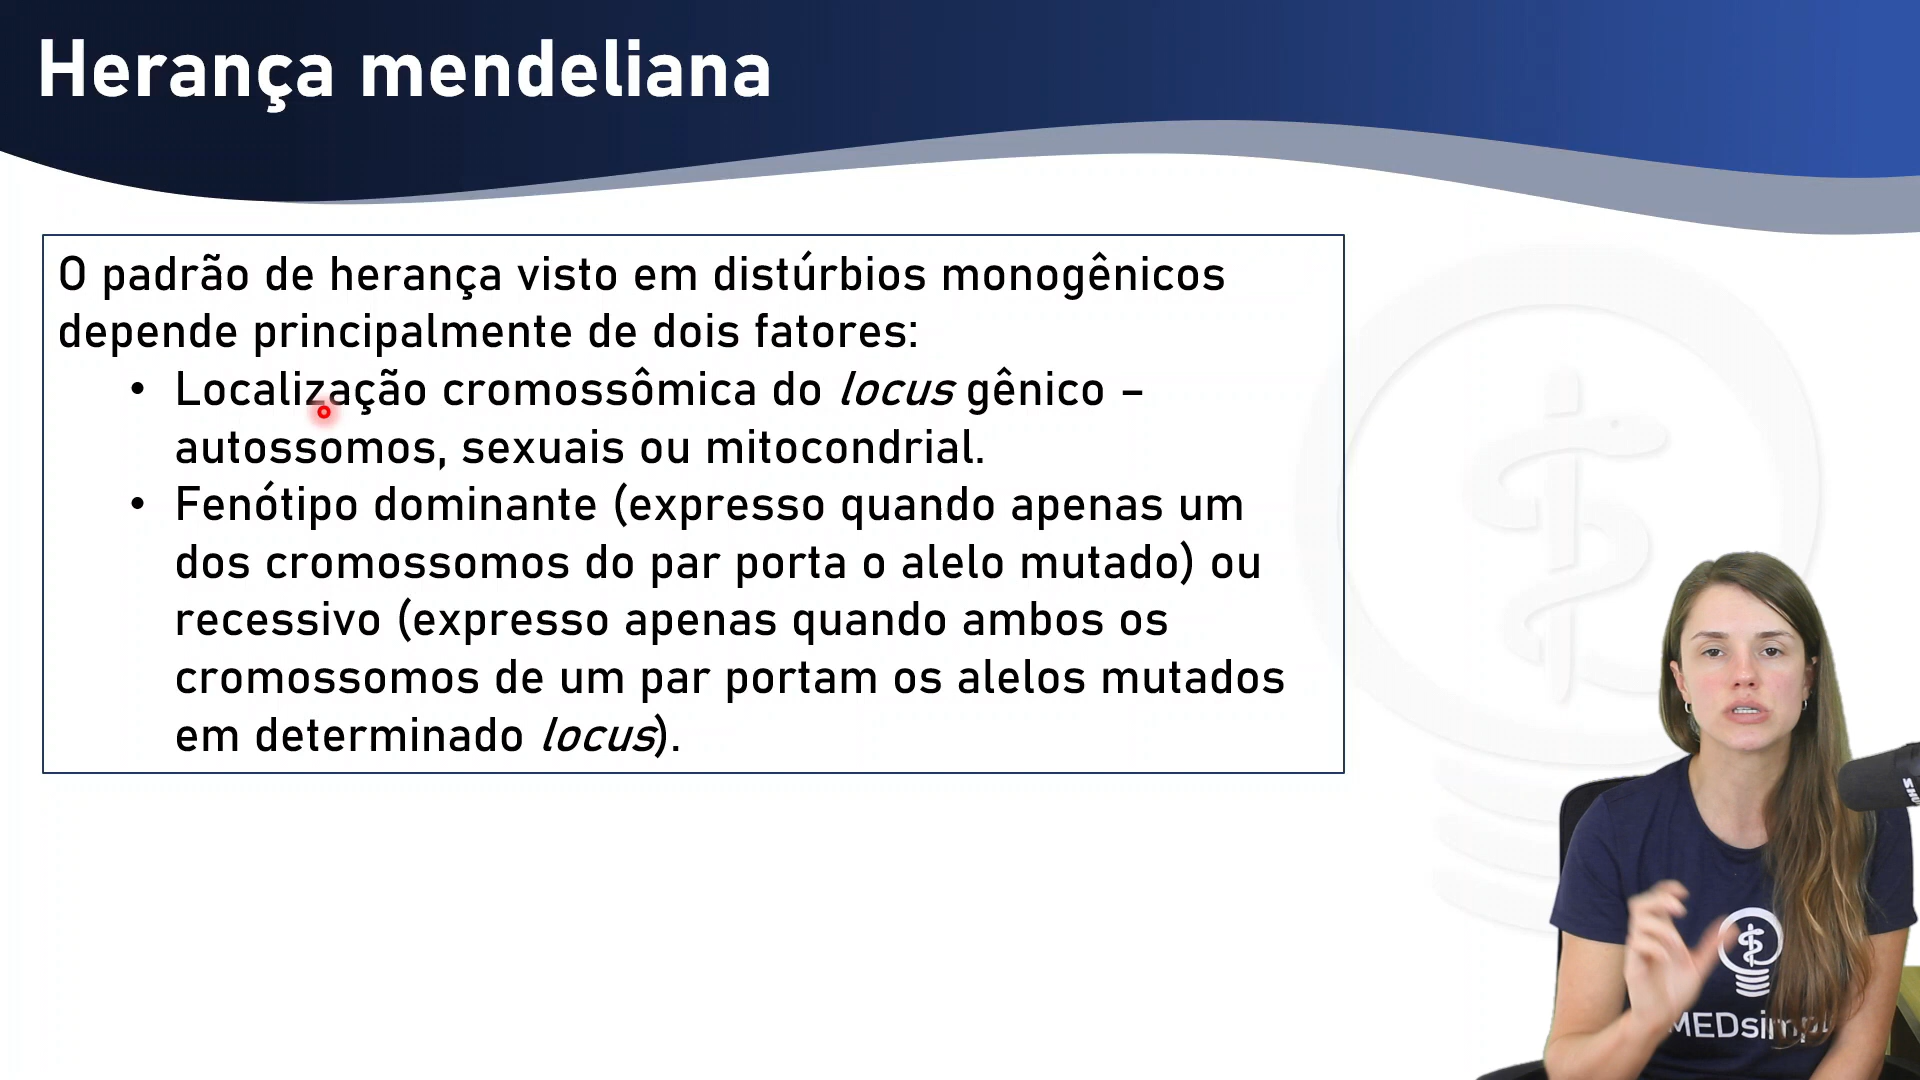 Herança mendeliana
O padrão de herança visto em distúrbios monogênicos
depende principalmente de dois fatores:
• Localização cromossômica do locus gênico –
autossomos, sexuais ou mitocondrial.
• Fenótipo dominante (expresso quando apenas um
dos cromossomos do par porta o alelo mutado) ou
recessivo (expresso apenas quando ambos os
cromossomos de um par portam os alelos mutados
em determinado locus).
MEDsimpl